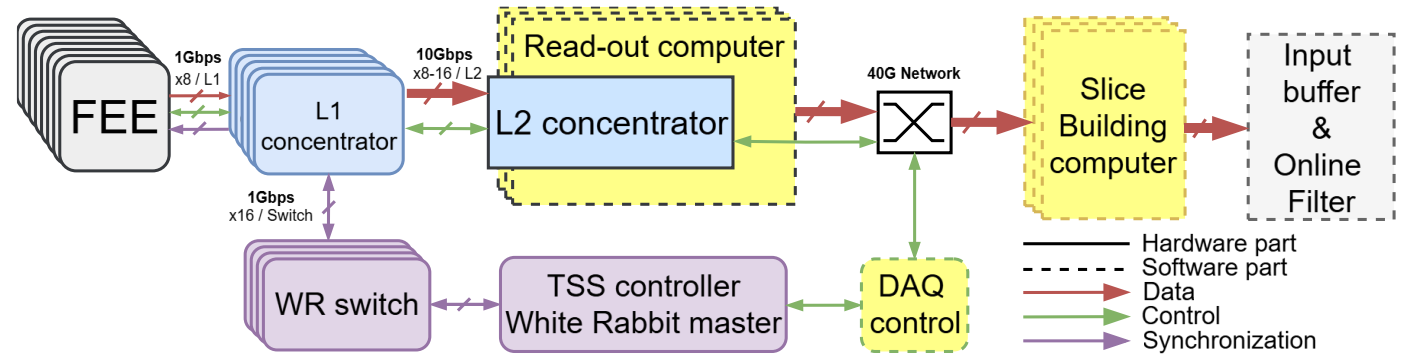 FEE
1Gbps
x8 / L1
L1
concentrator
10Gbps
x8-16 / L2
Read-out computer
L2 concentrator
40G Network
Slice
Building
computer
Input
buffer
&
Online
Filter
1Gbps
x16 / Switch
WR switch
TSS controller
White Rabbit master
DAQ
control
Hardware part
Software part
Data
Control
Synchronization